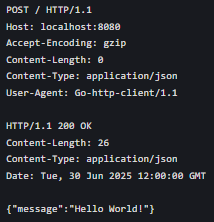 POST / HTTP/1.1
Host: localhost:8080
Accept-Encoding: gzip
Content-Length: 0
Content-Type: application/json
User-Agent: Go-http-client/1.1

HTTP/1.1 200 OK
Content-Length: 26
Content-Type: application/json
Date: Tue, 30 Jun 2025 12:00:00 GMT

{"message":"Hello World!"}